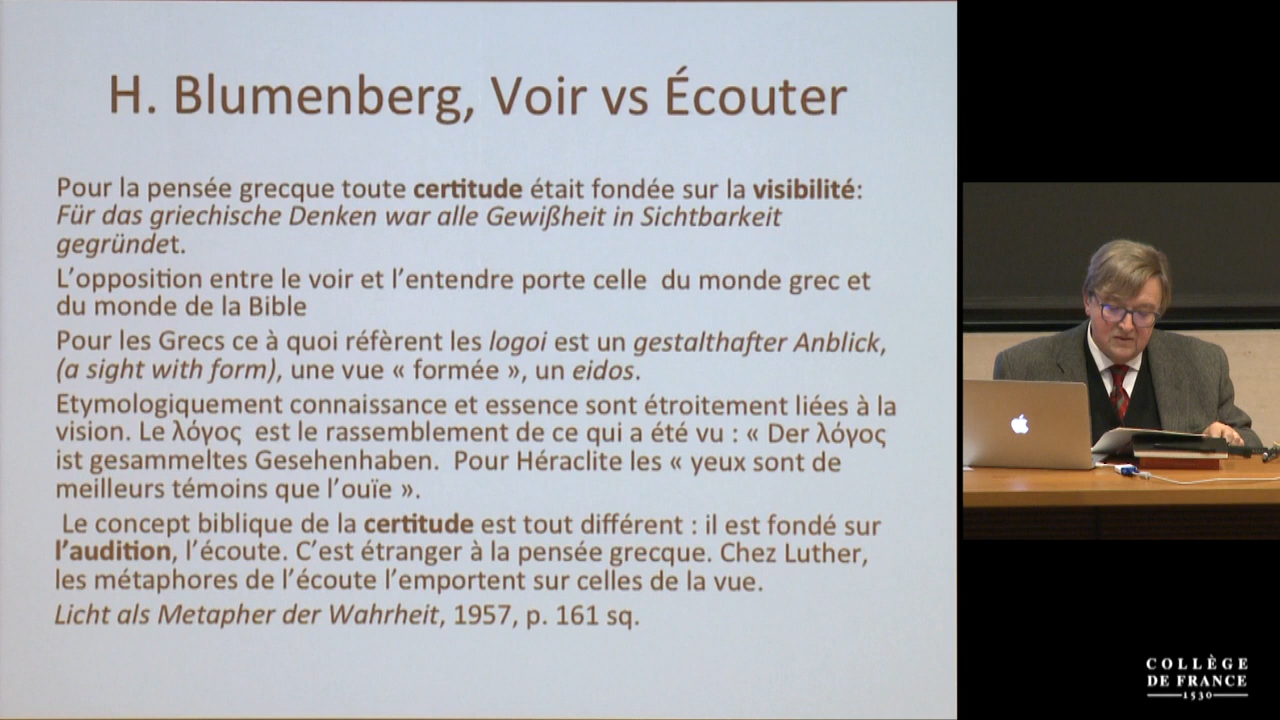 H. Blumenberg, Voir vs Écouter
Pour la pensée grecque toute certitude était fondée sur la visibilité:
Für das griechische Denken war alle Gewißheit in Sichtbarkeit
gegründet.
L’opposition entre le voir et l’entendre porte celle du monde grec et
du monde de la Bible
Pour les Grecs ce à quoi réfèrent les logoi est un gestalthafter Anblick,
(a sight with form), une vue « formée », un eidos.
Etymologiquement connaissance et essence sont étroitement liées à la
vision. Le λόγος est le rassemblement de ce qui a été vu : « Der λόγος
ist gesammeltes Gesehenhaben. Pour Héraclite les « yeux sont de
meilleurs témoins que l’ouïe ».
Le concept biblique de la certitude est tout différent : il est fondé sur
l’audition, l’écoute. C’est étranger à la pensée grecque. Chez Luther,
les métaphores de l’écoute l’emportent sur celles de la vue.
Licht als Metapher der Wahrheit, 1957, p. 161 sq.
COLLÈGE
DE FRANCE
1530